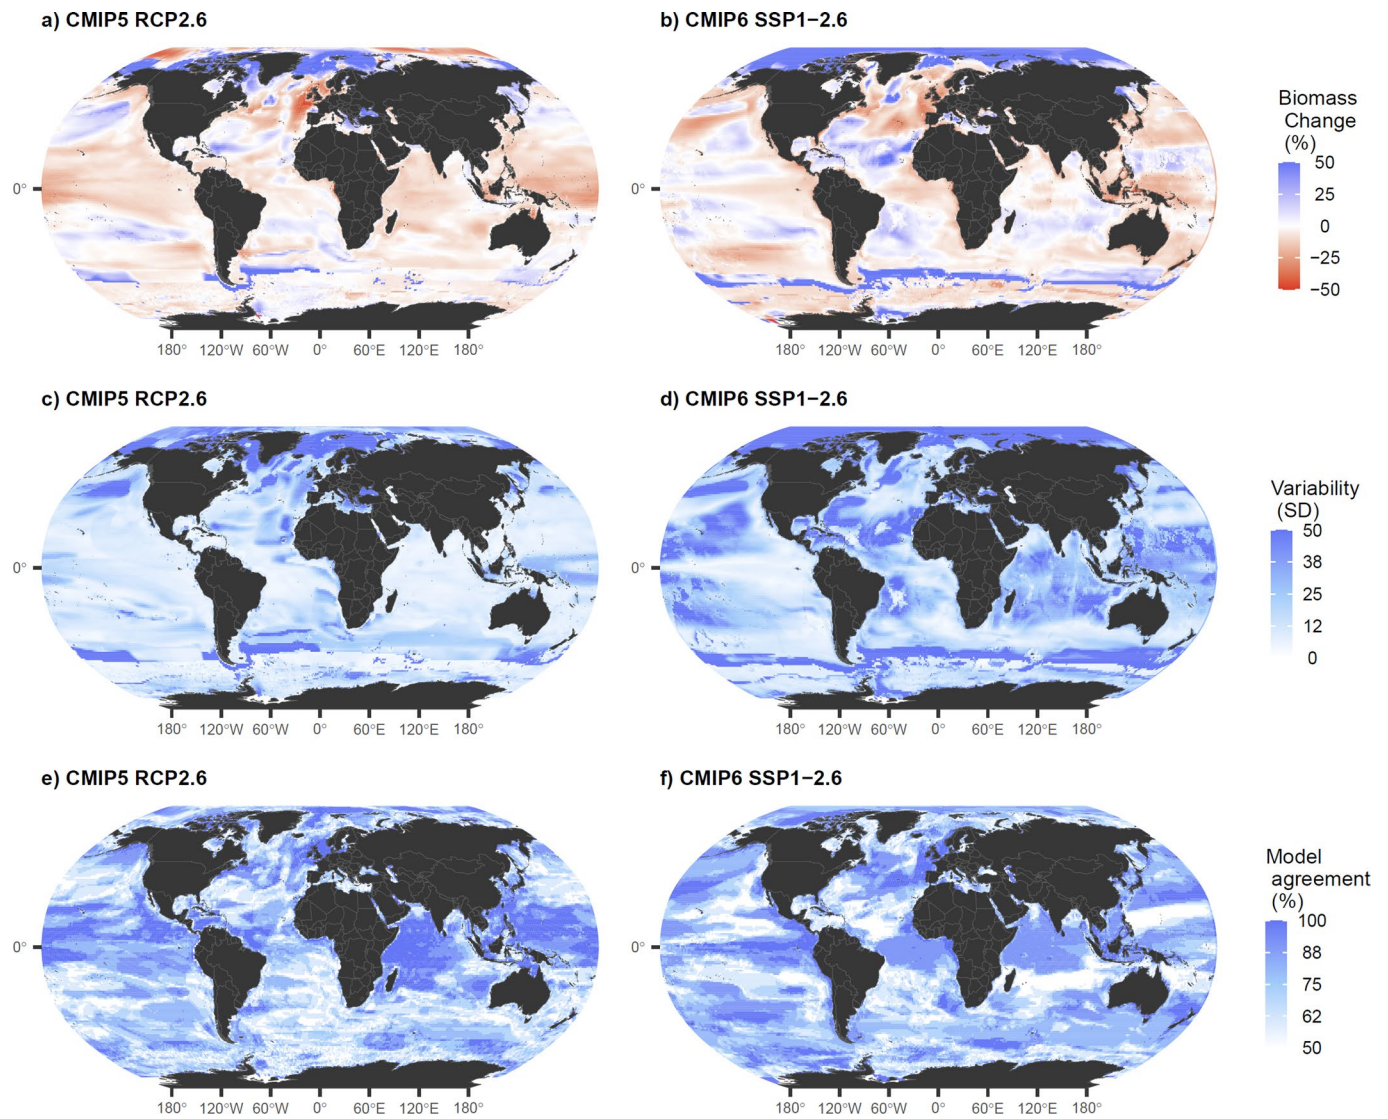 a) CMIP5 RCP2.6
b) CMIP6 SSP1−2.6
0°
180° 120°W 60°W 0° 60°E 120°E 180°
0°
180° 120°W 60°W 0° 60°E 120°E 180°
Biomass
Change
(%)
50
25
0
−25
−50
c) CMIP5 RCP2.6
d) CMIP6 SSP1−2.6
0°
180° 120°W 60°W 0° 60°E 120°E 180°
0°
180° 120°W 60°W 0° 60°E 120°E 180°
Variability
(SD)
50
38
25
12
0
e) CMIP5 RCP2.6
f) CMIP6 SSP1−2.6
0°
180° 120°W 60°W 0° 60°E 120°E 180°
0°
180° 120°W 60°W 0° 60°E 120°E 180°
Model
agreement
(%)
100
88
75
62
50